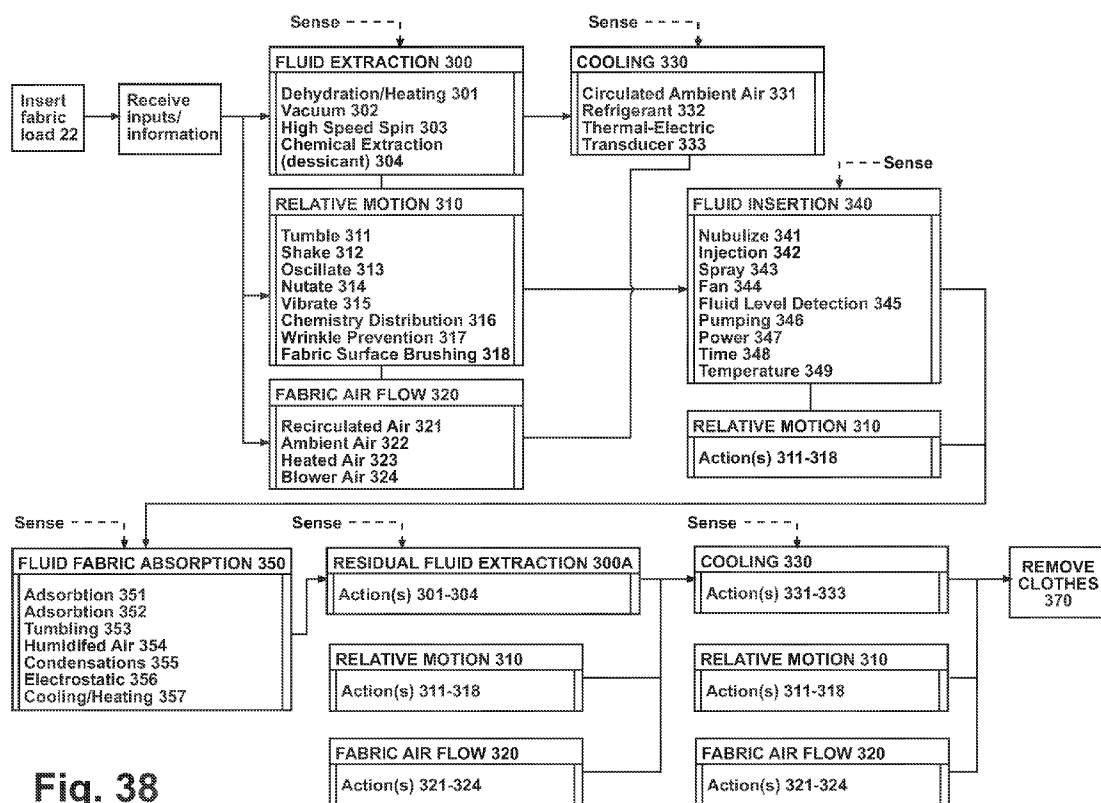 Sense
Sense
FLUID EXTRACTION 300
Dehydration/Heating 301
Vacuum 302
High Speed Spin 303
Chemical Extraction
(dessicant) 304
COOLING 330
Circulated Ambient Air 331
Refrigerant 332
Thermal-Electric
Transducer 333
Insert
fabric
load 22
Receive
inputs/
information
Sense
RELATIVE MOTION 310
Tumble 311
Shake 312
Oscillate 313
Nutate 314
Vibrate 315
Chemistry Distribution 316
Wrinkle Prevention 317
Fabric Surface Brushing 318
FLUID INSERTION 340
Nubulize 341
Injection 342
Spray 343
Fan 344
Fluid Level Detection 345
Pumping 346
Power 347
Time 348
Temperature 349
FABRIC AIR FLOW 320
Recirculated Air 321
Ambient Air 322
Heated Air 323
Blower Air 324
RELATIVE MOTION 310
Action(s) 311-318
Sense
Sense
Sense
FLUID FABRIC ABSORPTION 350
Adsorbtion 351
Adsorbtion 352
Tumbling 353
Humidifed Air 354
Condensations 355
Electrostatic 356
Cooling/Heating 357
RESIDUAL FLUID EXTRACTION 300A
Action(s) 301-304
COOLING 330
Action(s) 331-333
REMOVE
CLOTHES
370
RELATIVE MOTION 310
Action(s) 311-318
RELATIVE MOTION 310
Action(s) 311-318
FABRIC AIR FLOW 320
Action(s) 321-324
FABRIC AIR FLOW 320
Action(s) 321-324
Fig. 38